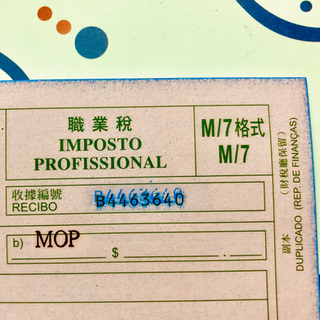 職業稅
IMPOSTO
PROFISSIONAL
M/7格式
M/7
收據編號
RECIBO
B4463640
b) MOP
$
副本 (財稅廳保留)
DUPLICADO (REP. DE FINANÇAS)